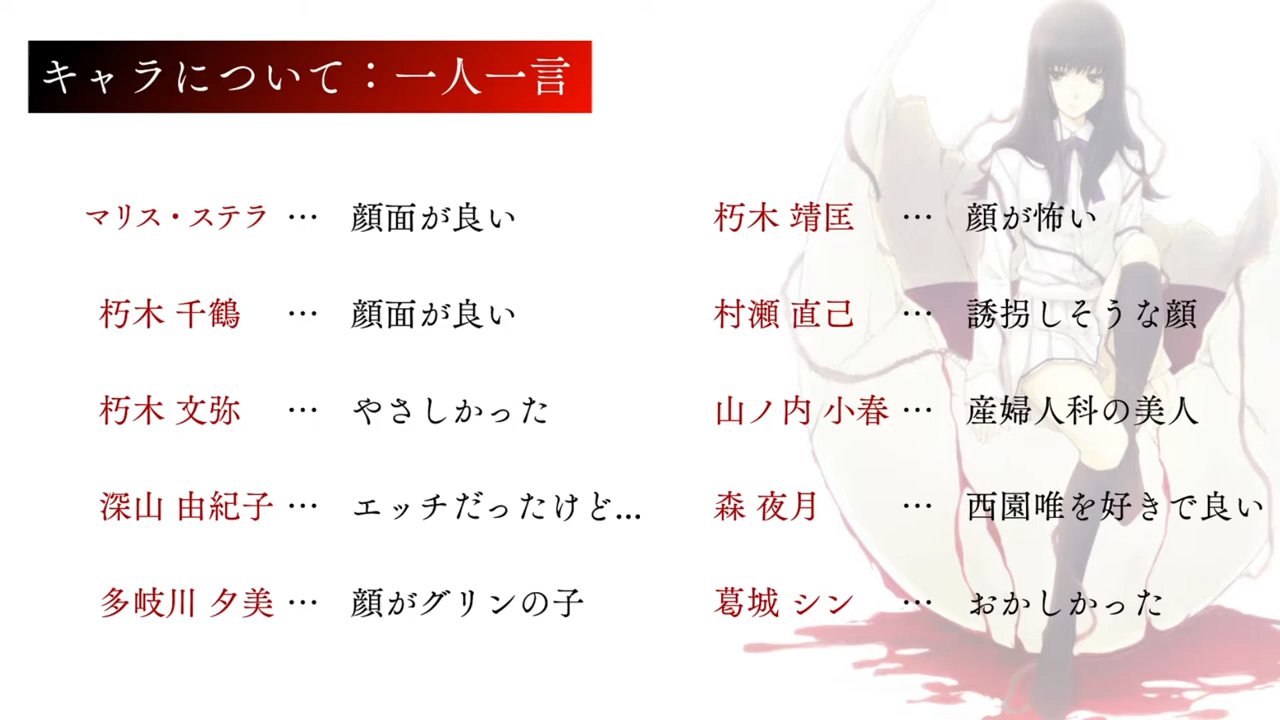 キャラについて：一人一言
マリス・ステラ … 顔面が良い
朽木 千鶴 … 顔面が良い
朽木 文弥 … やさしかった
深山 由紀子 … エッチだったけど...
多岐川 夕美 … 顔がグリンの子
朽木 靖匡 … 顔が怖い
村瀬 直己 … 誘拐しそうな顔
山ノ内 小春 … 産婦人科の美人
森 夜月 … 西園唯を好きで良い
葛城 シン … おかしかった